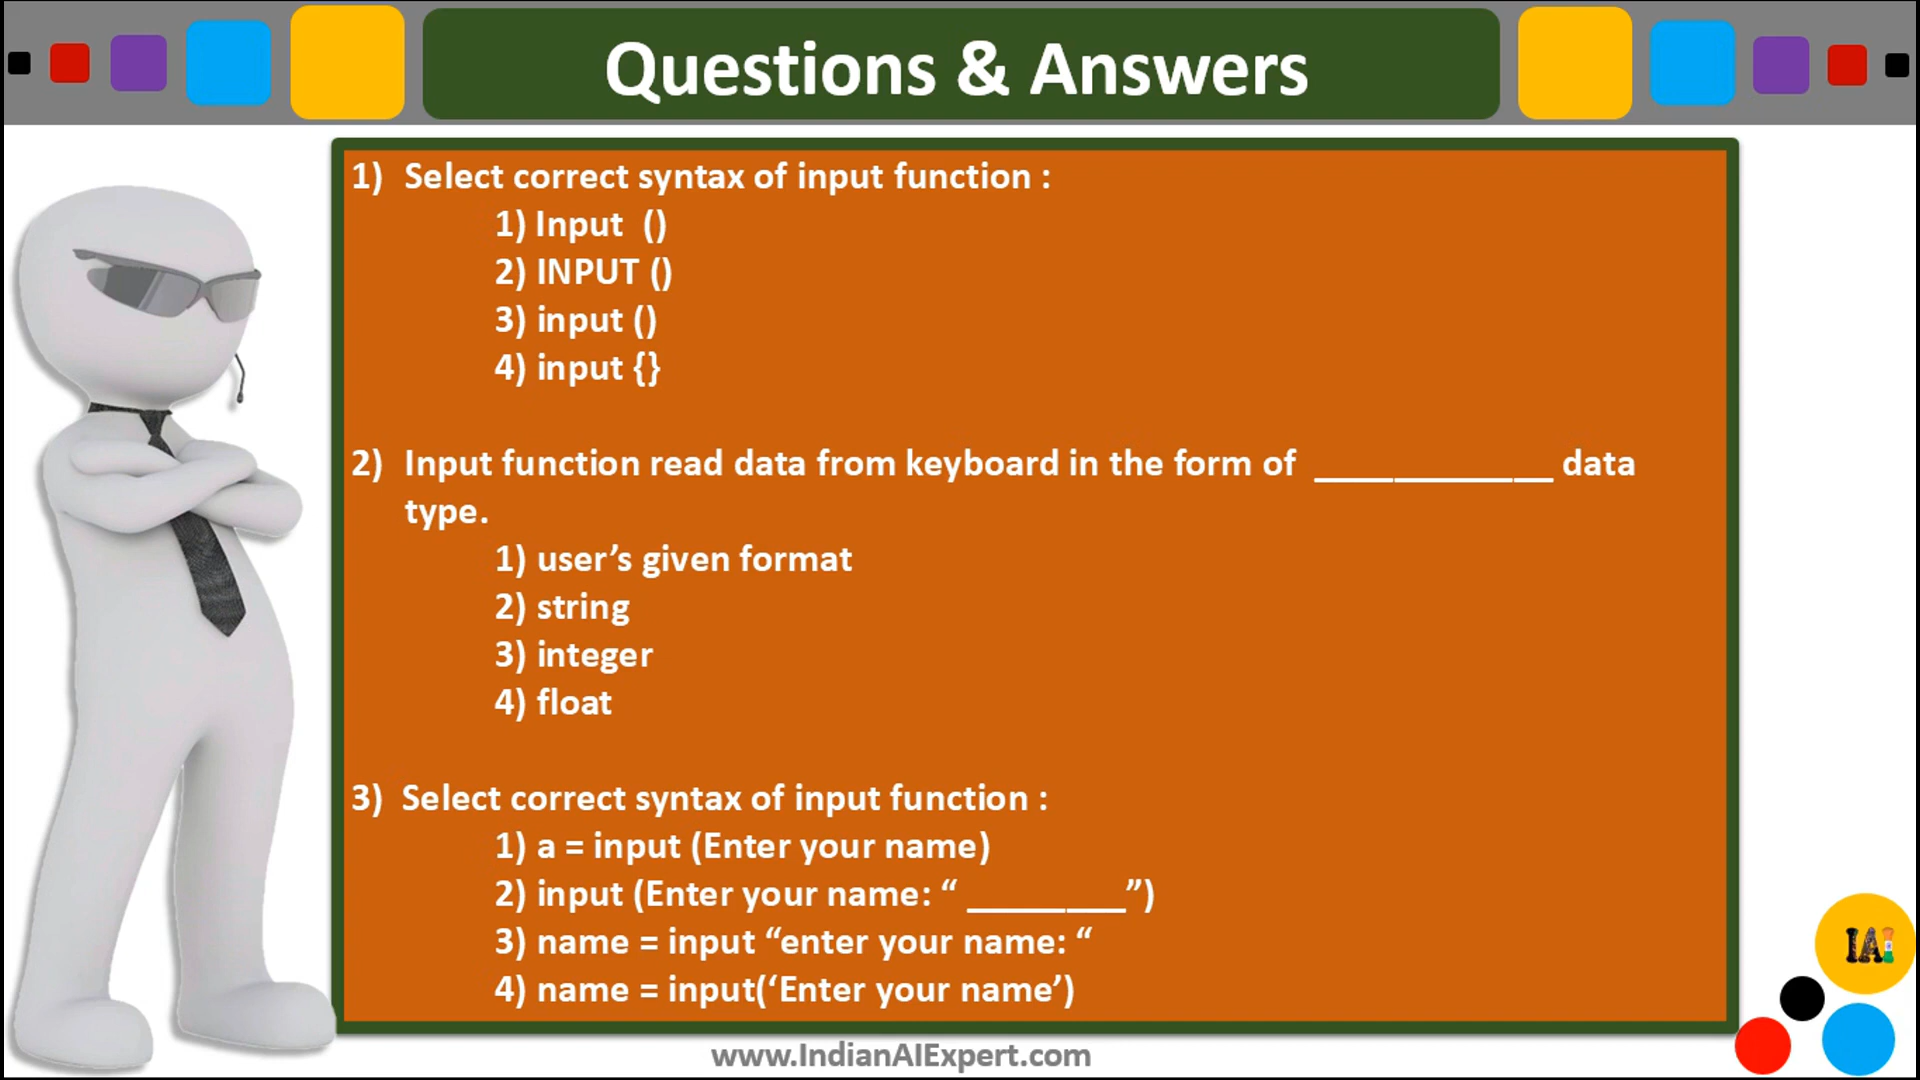 Questions & Answers
1) Select correct syntax of input function :
1) Input ()
2) INPUT ()
3) input ()
4) input {}
2) Input function read data from keyboard in the form of ____________ data
type.
1) user’s given format
2) string
3) integer
4) float
3) Select correct syntax of input function :
1) a = input (Enter your name)
2) input (Enter your name: “ ________”)
3) name = input “enter your name: “
4) name = input(‘Enter your name’)
IAI
www.IndianAIExpert.com